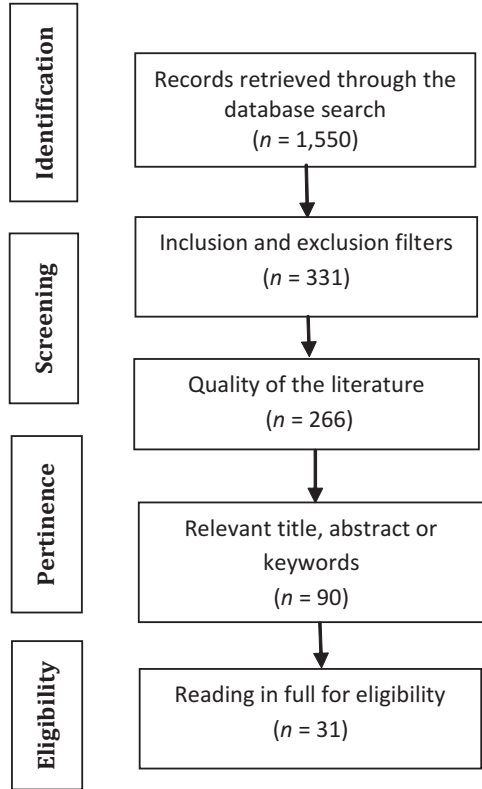 Identification
Records retrieved through the
database search
(n = 1,550)
Screening
Inclusion and exclusion filters
(n = 331)
Quality of the literature
(n = 266)
Pertinence
Relevant title, abstract or
keywords
(n = 90)
Eligibility
Reading in full for eligibility
(n = 31)